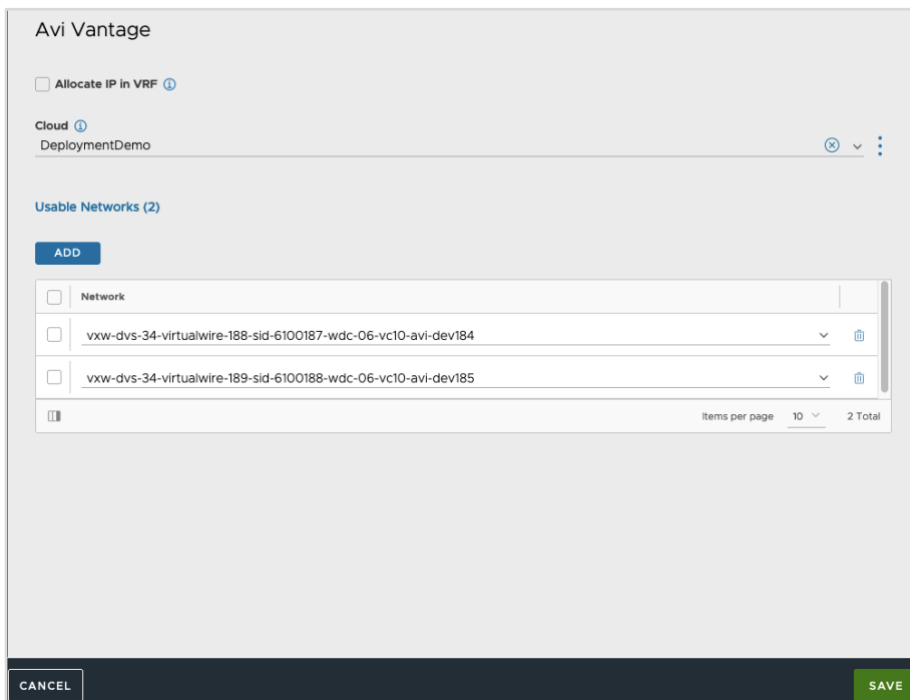 Avi Vantage
Allocate IP in VRF
Cloud
DeploymentDemo
Usable Networks (2)
ADD
Network
vxw-dvs-34-virtualwire-188-sid-6100187-wdc-06-vc10-avi-dev184
vxw-dvs-34-virtualwire-189-sid-6100188-wdc-06-vc10-avi-dev185
Items per page 10 2 Total
CANCEL SAVE